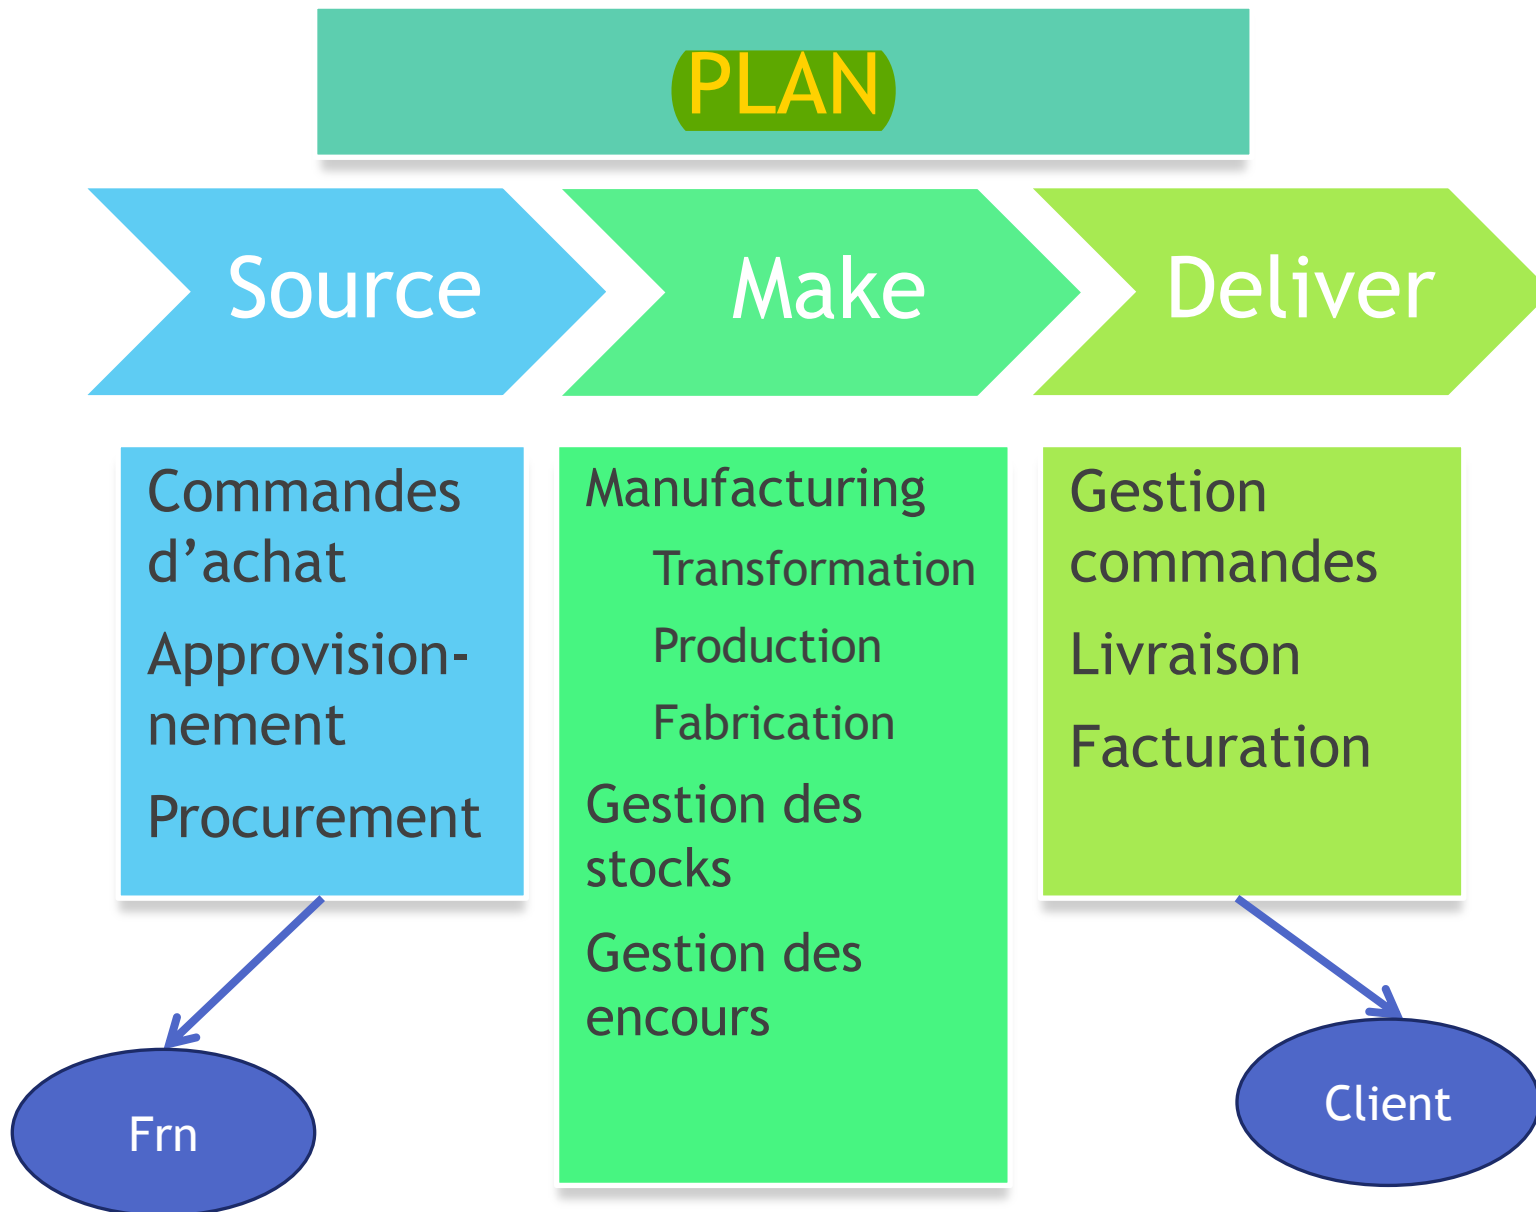 PLAN
Source
Make
Deliver
Commandes
d’achat
Approvision-
nement
Procurement
Manufacturing
Transformation
Production
Fabrication
Gestion des
stocks
Gestion des
encours
Gestion
commandes
Livraison
Facturation
Frn
Client